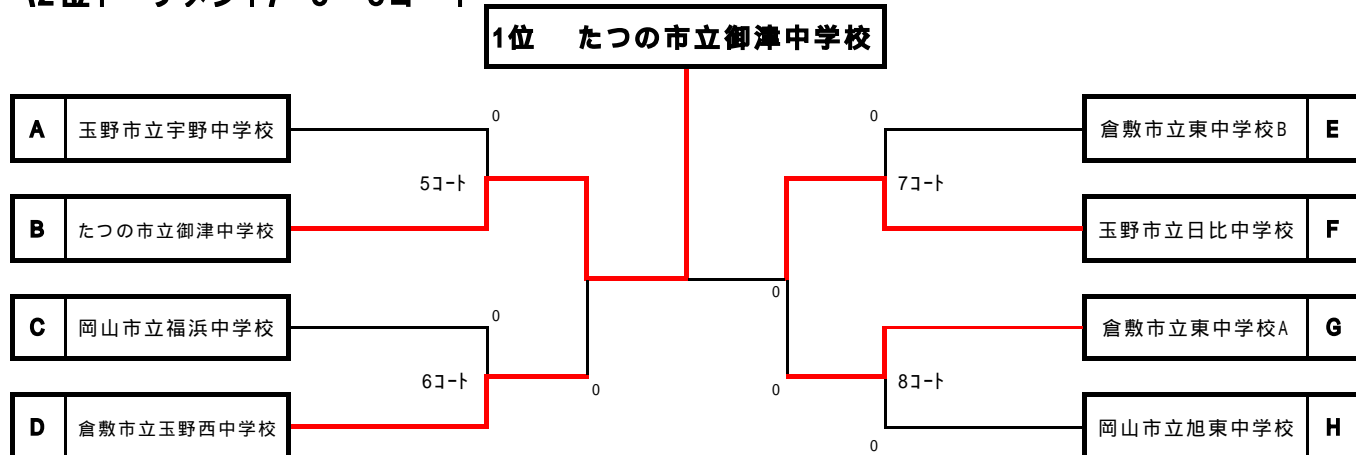 1位 たつの市立御津中学校
0
0
A 玉野市立宇野中学校
倉敷市立東中学校B E
5コート
7コート
B たつの市立御津中学校
玉野市立日比中学校 F
0
0
C 岡山市立福浜中学校
倉敷市立東中学校A G
6コート
8コート
0
0
D 倉敷市立玉野西中学校
岡山市立旭東中学校 H
0